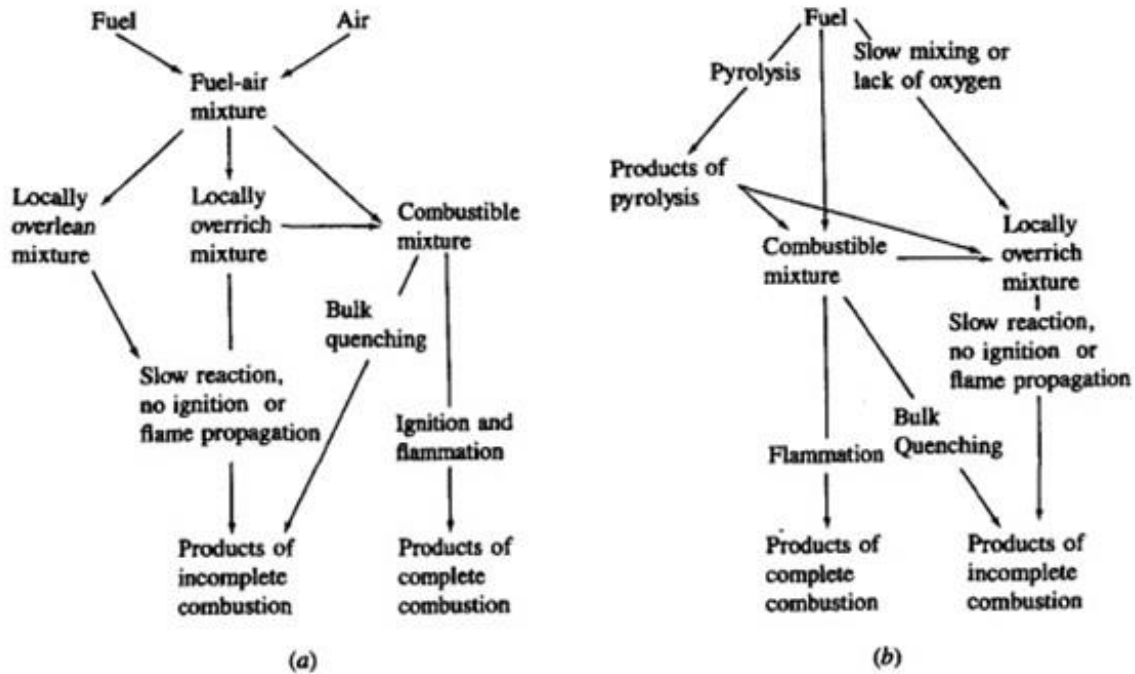 Fuel
Air
Fuel-air
mixture
Locally
overlean
mixture
Locally
overrich
mixture
Combustible
mixture
Bulk
quenching
Slow reaction,
no ignition or
flame propagation
Ignition and
flammation
Products of
incomplete
combustion
Products of
complete
combustion
(a)
Fuel
Pyrolysis
Slow mixing or
lack of oxygen
Products of
pyrolysis
Combustible
mixture
Locally
overrich
mixture
Slow reaction,
no ignition or
flame propagation
Bulk
Quenching
Flammation
Products of
complete
combustion
Products of
incomplete
combustion
(b)